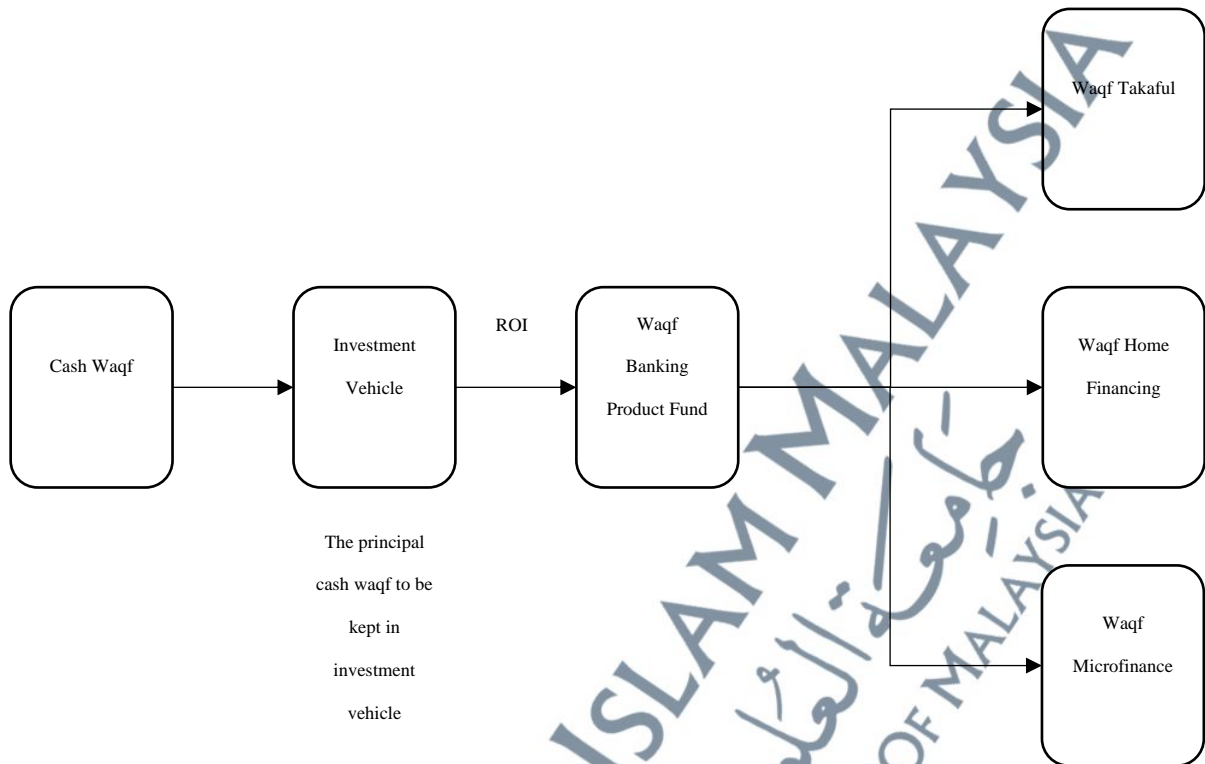 Waqf Takaful
Cash Waqf
Investment
Vehicle
ROI
Waqf
Banking
Product Fund
Waqf Home
Financing
The principal
cash waqf to be
kept in
investment
vehicle
Waqf
Microfinance
ISLAM MALAYSIA
OF MALAYSIA